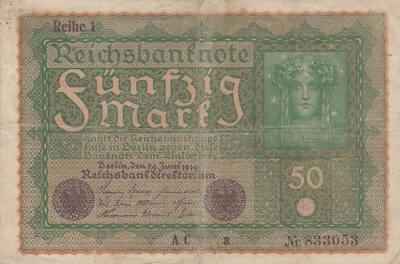 Reihe 1
Reichsbanknote
Fünfzig
Mark
zahlt die Reichsbankhaupt
kasse in Berlin gegen diese
Banknote dem Einlieferer
Berlin, den 24. Juni 1919
Reichsbankdirektorium
50
A C a
№ 833053